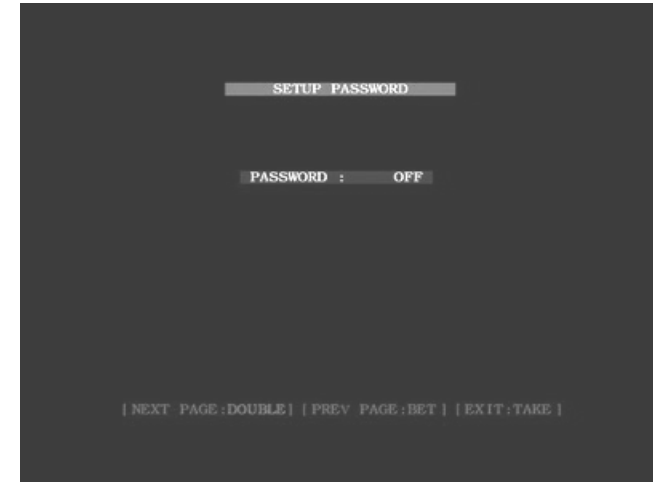 SETUP PASSWORD
PASSWORD : OFF
[NEXT PAGE:DOUBLE] [PREV PAGE:BET] [EXIT:TAKE]